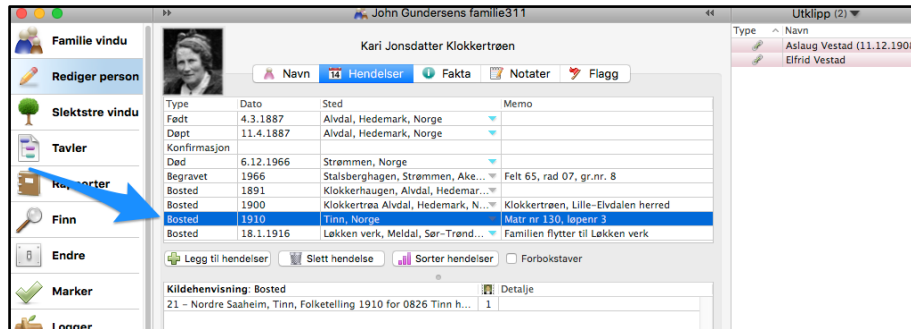 John Gundersens familie311
Utklipp (2)
Familie vindu
Rediger person
Slektstre vindu
Tavler
Rapporter
Finn
Endre
Marker
Logger
Kari Jonsdatter Klokkertrøen
Navn 14 Hendelser Fakta Notater Flagg
Type Dato Sted Memo
Født 4.3.1887 Alvdal, Hedemark, Norge
Døpt 11.4.1887 Alvdal, Hedemark, Norge
Konfirmasjon
Død 6.12.1966 Strømmen, Norge
Begravet 1966 Stalsberghagen, Strømmen, Ake... Felt 65, rad 07, gr.nr. 8
Bosted 1891 Klokkerhaugen, Alvdal, Hedemar...
Bosted 1900 Klokkertrøa Alvdal, Hedemark, N... Klokkertrøen, Lille-Elvdalen herred
Bosted 1910 Tinn, Norge Matr nr 130, løpenr 3
Bosted 18.1.1916 Løkken verk, Meldal, Sør-Trønd... Familien flytter til Løkken verk
Legg til hendelser Slett hendelse Sorter hendelser Forbokstaver
Kildehenvisning: Bosted Detalje
21 - Nordre Saaheim, Tinn, Folketelling 1910 for 0826 Tinn h... 1
Type Navn
Aslaug Vestad (11.12.1908
Elfrid Vestad